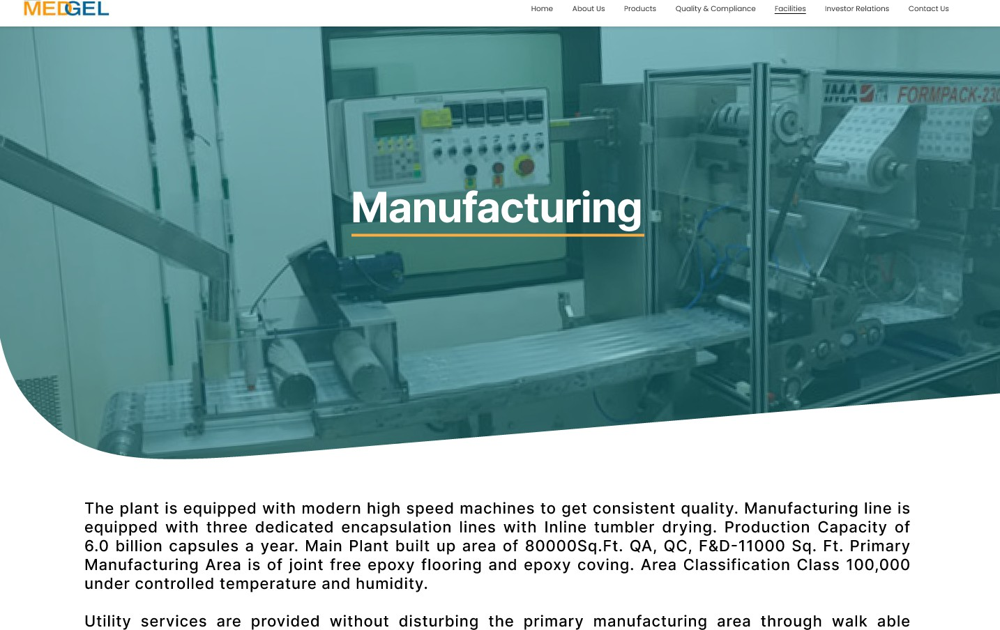 MEDGEL
Home About Us Products Quality & Compliance Facilities Investor Relations Contact Us
IMA FORMPACK-230
Manufacturing
The plant is equipped with modern high speed machines to get consistent quality. Manufacturing line is
equipped with three dedicated encapsulation lines with Inline tumbler drying. Production Capacity of
6.0 billion capsules a year. Main Plant built up area of 80000Sq.Ft. QA, QC, F&D-11000 Sq. Ft. Primary
Manufacturing Area is of joint free epoxy flooring and epoxy coving. Area Classification Class 100,000
under controlled temperature and humidity.
Utility services are provided without disturbing the primary manufacturing area through walk able